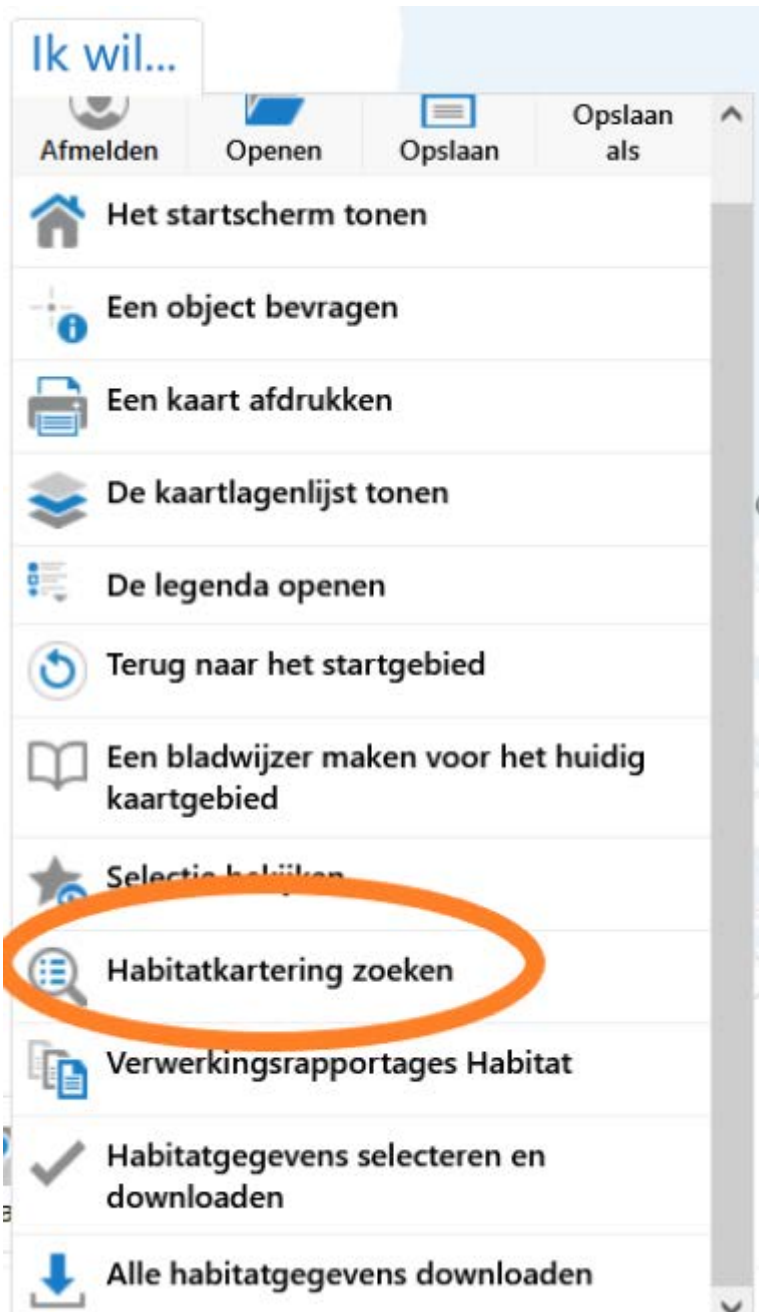 Ik wil...
Afmelden Openen Opslaan Opslaan als
Het startscherm tonen
Een object bevragen
Een kaart afdrukken
De kaartlagenlijst tonen
De legenda openen
Terug naar het startgebied
Een bladwijzer maken voor het huidig
kaartgebied
Selectie bekijken
Habitatkartering zoeken
Verwerkingsrapportages Habitat
Habitatgegevens selecteren en
downloaden
Alle habitatgegevens downloaden